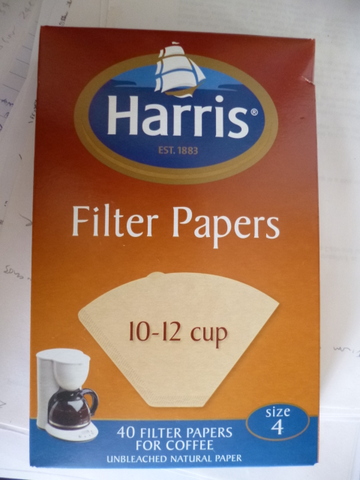 Harris®
EST. 1883
Filter Papers
10-12 cup
size
4
40 FILTER PAPERS
FOR COFFEE
UNBLEACHED NATURAL PAPER